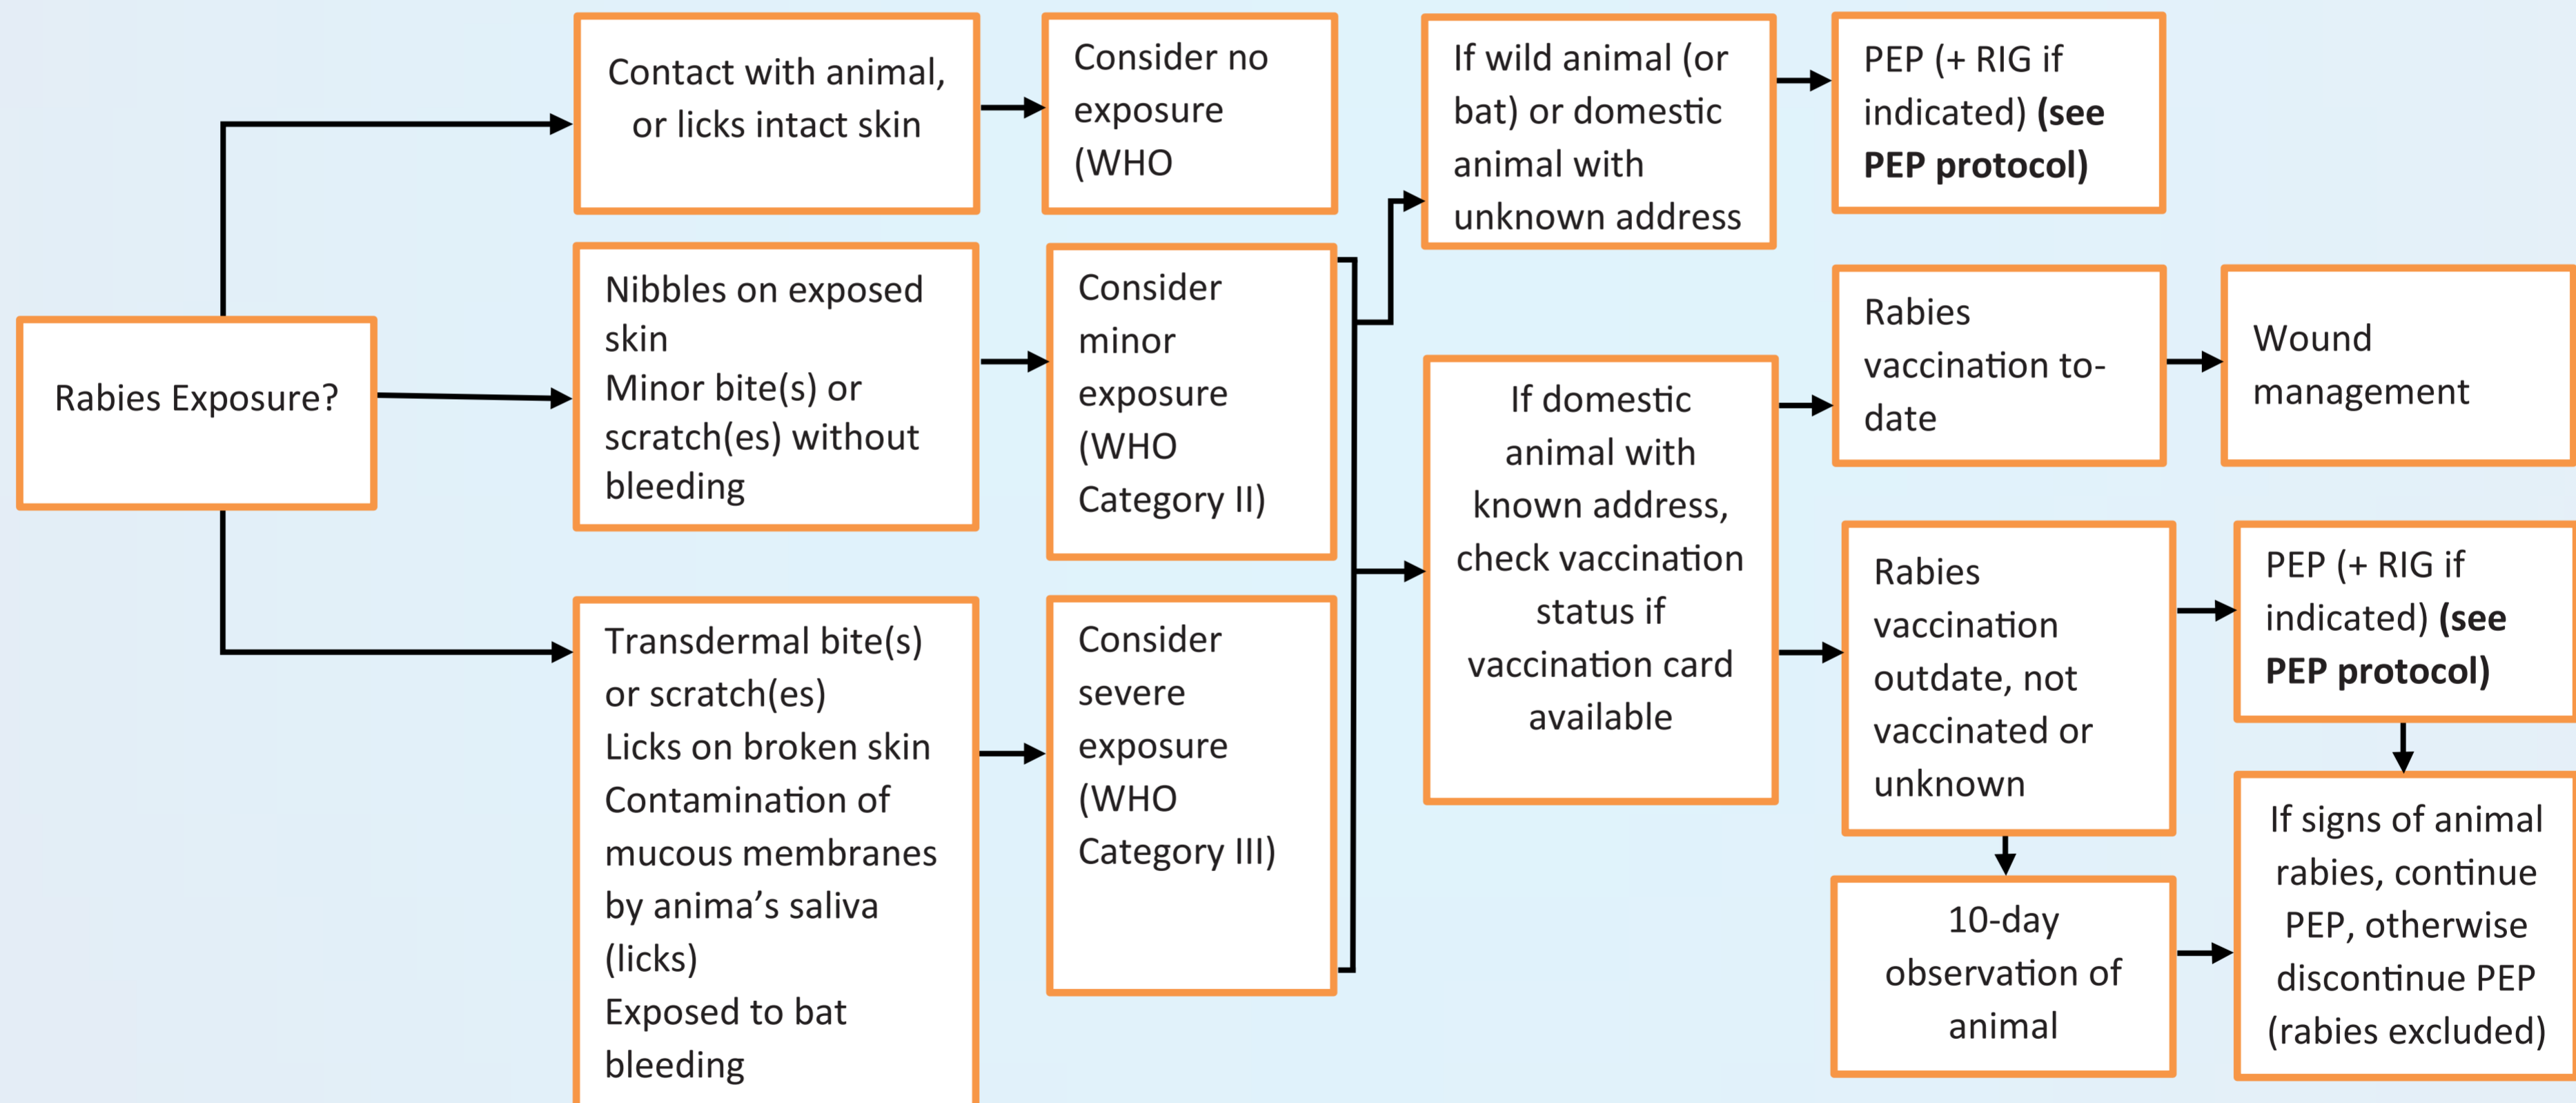 Rabies Exposure?
Contact with animal,
or licks intact skin
Consider no
exposure
(WHO
Nibbles on exposed
skin
Minor bite(s) or
scratch(es) without
bleeding
Consider
minor
exposure
(WHO
Category II)
Transdermal bite(s)
or scratch(es)
Licks on broken skin
Contamination of
mucous membranes
by anima’s saliva
(licks)
Exposed to bat
bleeding
Consider
severe
exposure
(WHO
Category III)
If wild animal (or
bat) or domestic
animal with
unknown address
PEP (+ RIG if
indicated) (see
PEP protocol)
If domestic
animal with
known address,
check vaccination
status if
vaccination card
available
Rabies
vaccination to-
date
Wound
management
Rabies
vaccination
outdate, not
vaccinated or
unknown
PEP (+ RIG if
indicated) (see
PEP protocol)
10-day
observation of
animal
If signs of animal
rabies, continue
PEP, otherwise
discontinue PEP
(rabies excluded)